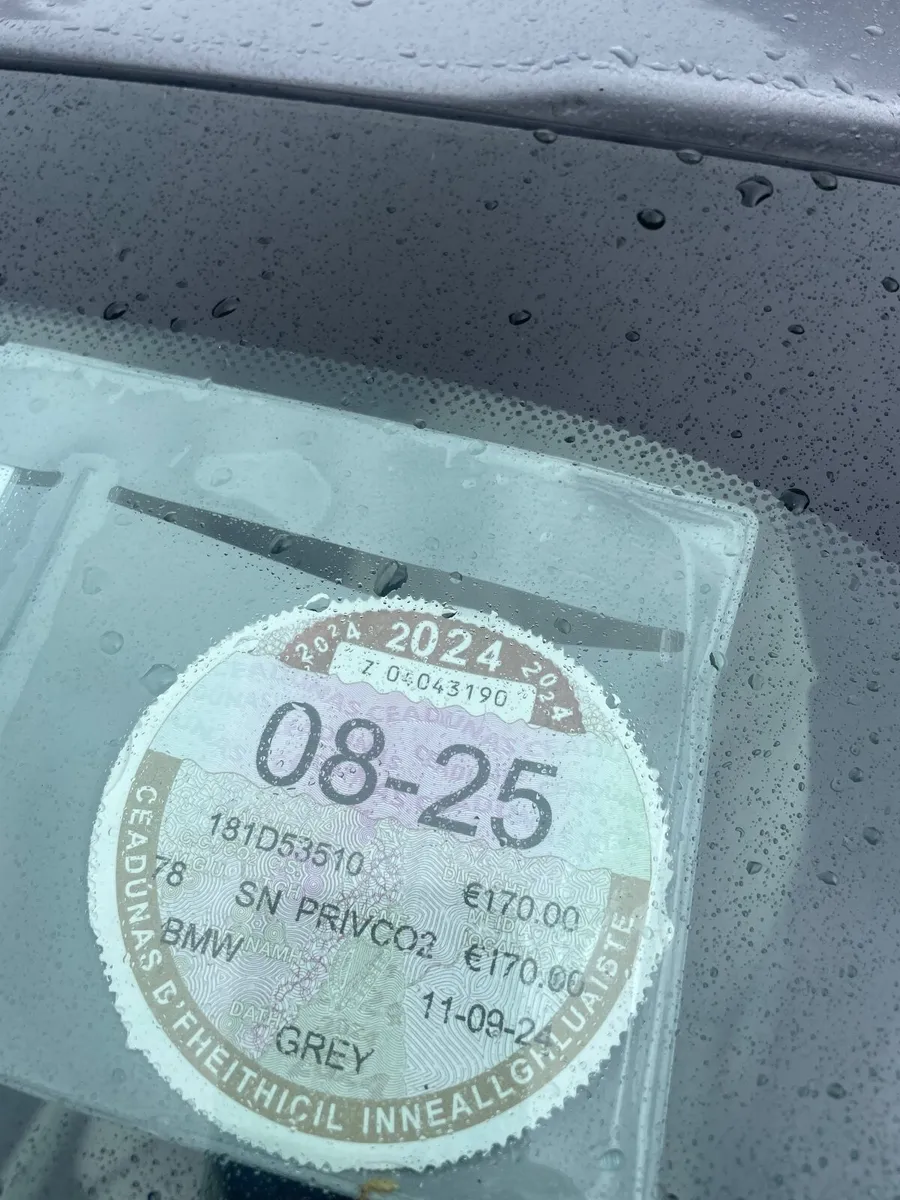 2024 2024 2024
Z 04043190
08-25
181D53510
€170.00
78 SN PRIVCO2
€170.00
BMW
11-09-24
GREY
CEADÚNAS D'FHEITHICIL INNEALLGHLUAISTE